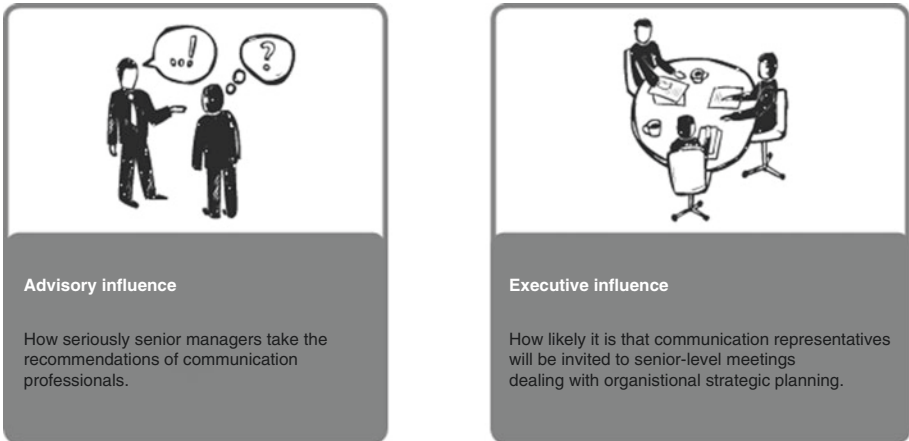 ...!
?
Advisory influence
How seriously senior managers take the
recommendations of communication
professionals.
Executive influence
How likely it is that communication representatives
will be invited to senior-level meetings
dealing with organistional strategic planning.